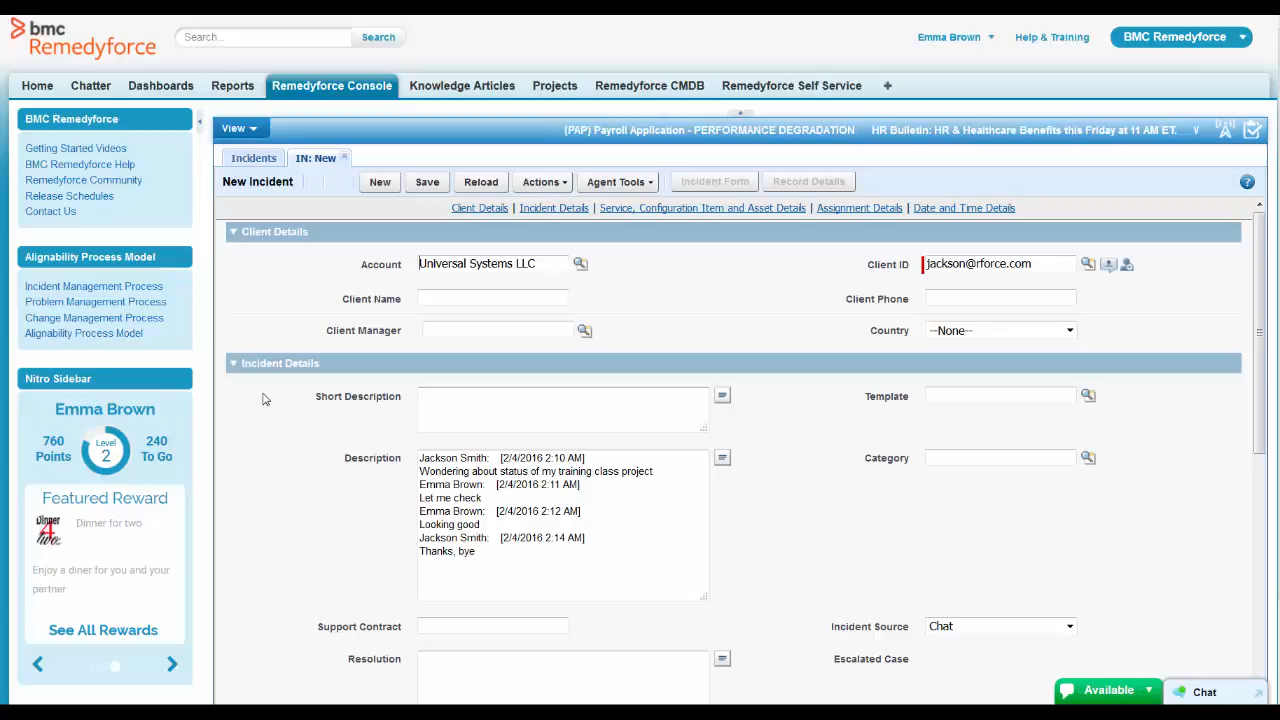 bmc
Remedyforce
Search...
Search
Emma Brown
Help & Training
BMC Remedyforce
Home
Chatter
Dashboards
Reports
Remedyforce Console
Knowledge Articles
Projects
Remedyforce CMDB
Remedyforce Self Service
+
BMC Remedyforce
Getting Started Videos
BMC Remedyforce Help
Remedyforce Community
Release Schedules
Contact Us
Alignability Process Model
Incident Management Process
Problem Management Process
Change Management Process
Alignability Process Model
Nitro Sidebar
Emma Brown
760
Points
Level
2
240
To Go
Featured Reward
Dinner
4
two
Dinner for two
Enjoy a diner for you and your
partner
See All Rewards
View
(PAP) Payroll Application - PERFORMANCE DEGRADATION
HR Bulletin: HR & Healthcare Benefits this Friday at 11 AM ET.
V
Incidents
IN: New
New Incident
New
Save
Reload
Actions
Agent Tools
Incident Form
Record Details
?
Client Details | Incident Details | Service, Configuration Item and Asset Details | Assignment Details | Date and Time Details
Client Details
Account
Universal Systems LLC
Client ID
jackson@rforce.com
Client Name
Client Phone
Client Manager
Country
--None--
Incident Details
Short Description
Template
Description
Jackson Smith: [2/4/2016 2:10 AM]
Wondering about status of my training class project
Emma Brown: [2/4/2016 2:11 AM]
Let me check
Emma Brown: [2/4/2016 2:12 AM]
Looking good
Jackson Smith: [2/4/2016 2:14 AM]
Thanks, bye
Category
Support Contract
Incident Source
Chat
Resolution
Escalated Case
Available
Chat